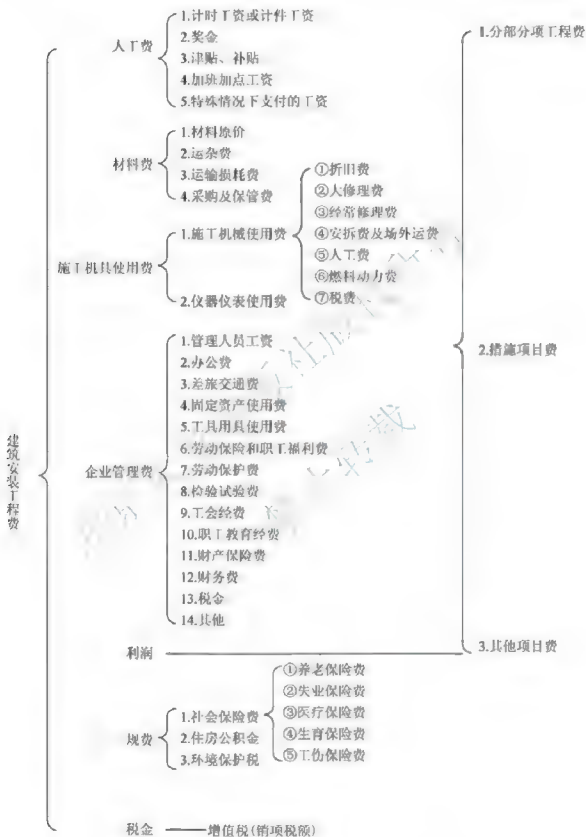 建筑安装工程费
人工费
1.计时工资或计件工资
2.奖金
3.津贴、补贴
4.加班加点工资
5.特殊情况下支付的工资
材料费
1.材料原价
2.运杂费
3.运输损耗费
4.采购及保管费
施工机具使用费
1.施工机械使用费
①折旧费
②大修理费
③经常修理费
④安拆费及场外运费
⑤人工费
⑥燃料动力费
⑦税费
2.仪器仪表使用费
企业管理费
1.管理人员工资
2.办公费
3.差旅交通费
4.固定资产使用费
5.工具用具使用费
6.劳动保险和职工福利费
7.劳动保护费
8.检验试验费
9.工会经费
10.职工教育经费
11.财产保险费
12.财务费
13.税金
14.其他
利润
规费
1.社会保险费
①养老保险费
②失业保险费
③医疗保险费
④生育保险费
⑤工伤保险费
2.住房公积金
3.环境保护税
税金
增值税(销项税额)
1.分部分项工程费
2.措施项目费
3.其他项目费